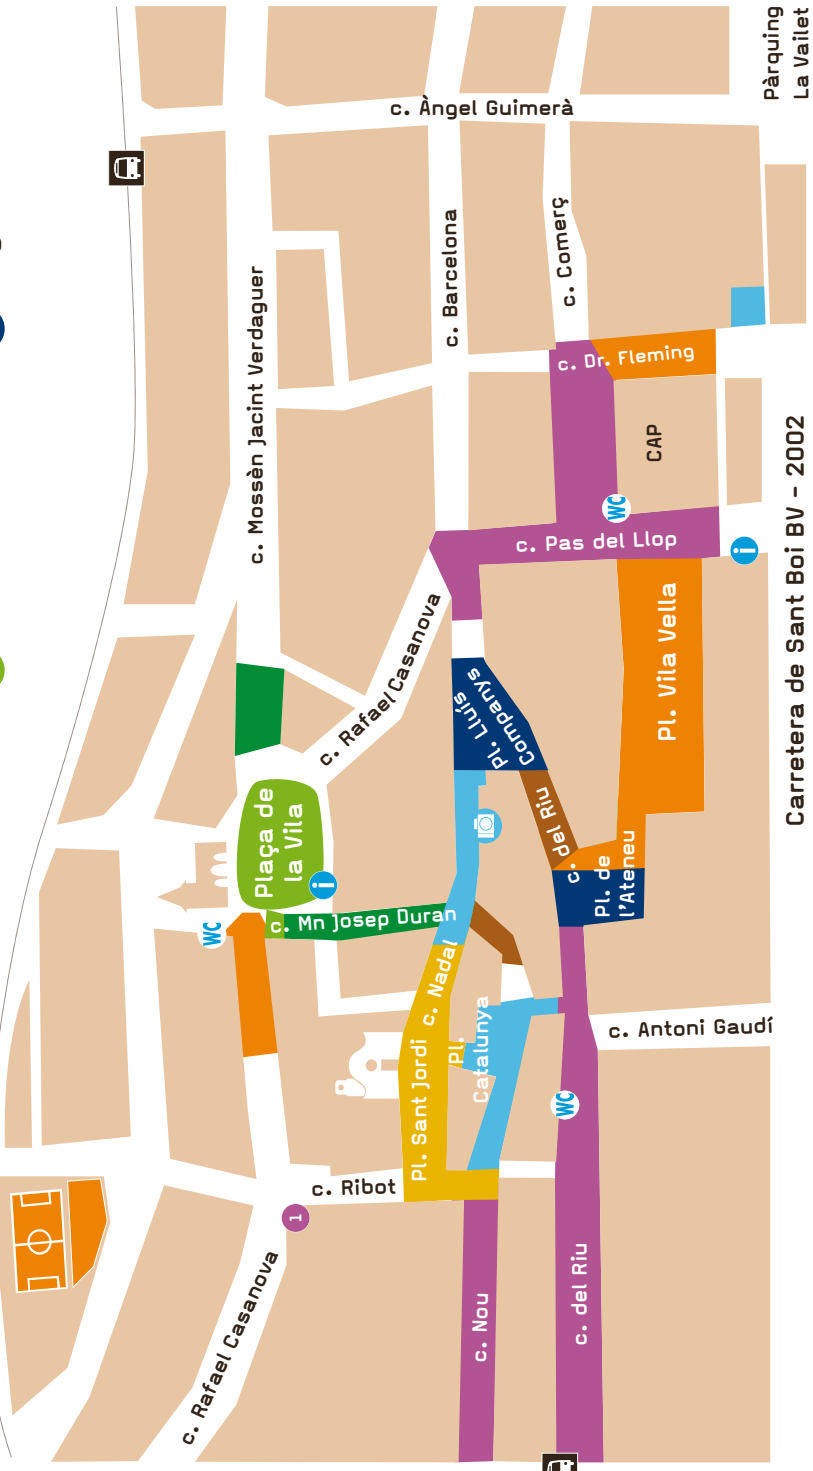 Pàrquing
La Vailet
c. Àngel Guimerà
c. Barcelona
c. Comerç
c. Mossèn Jacint Verdaguer
c. Dr. Fleming
CAP
WC
c. Pas del Llop
i
Carretera de Sant Boi BV - 2002
c. Rafael Casanova
Pl. Vila Vella
Pl. Lluís
Companys
c. del Riu
Plaça de
la Vila
i
Pl. de
l'Ateneu
c. Mn Josep Duran
WC
c. Nadal
Pl.
Catalunya
c. Antoni Gaudí
Pl. Sant Jordi
WC
c. Ribot
1
c. Rafael Casanova
c. Nou
c. del Riu